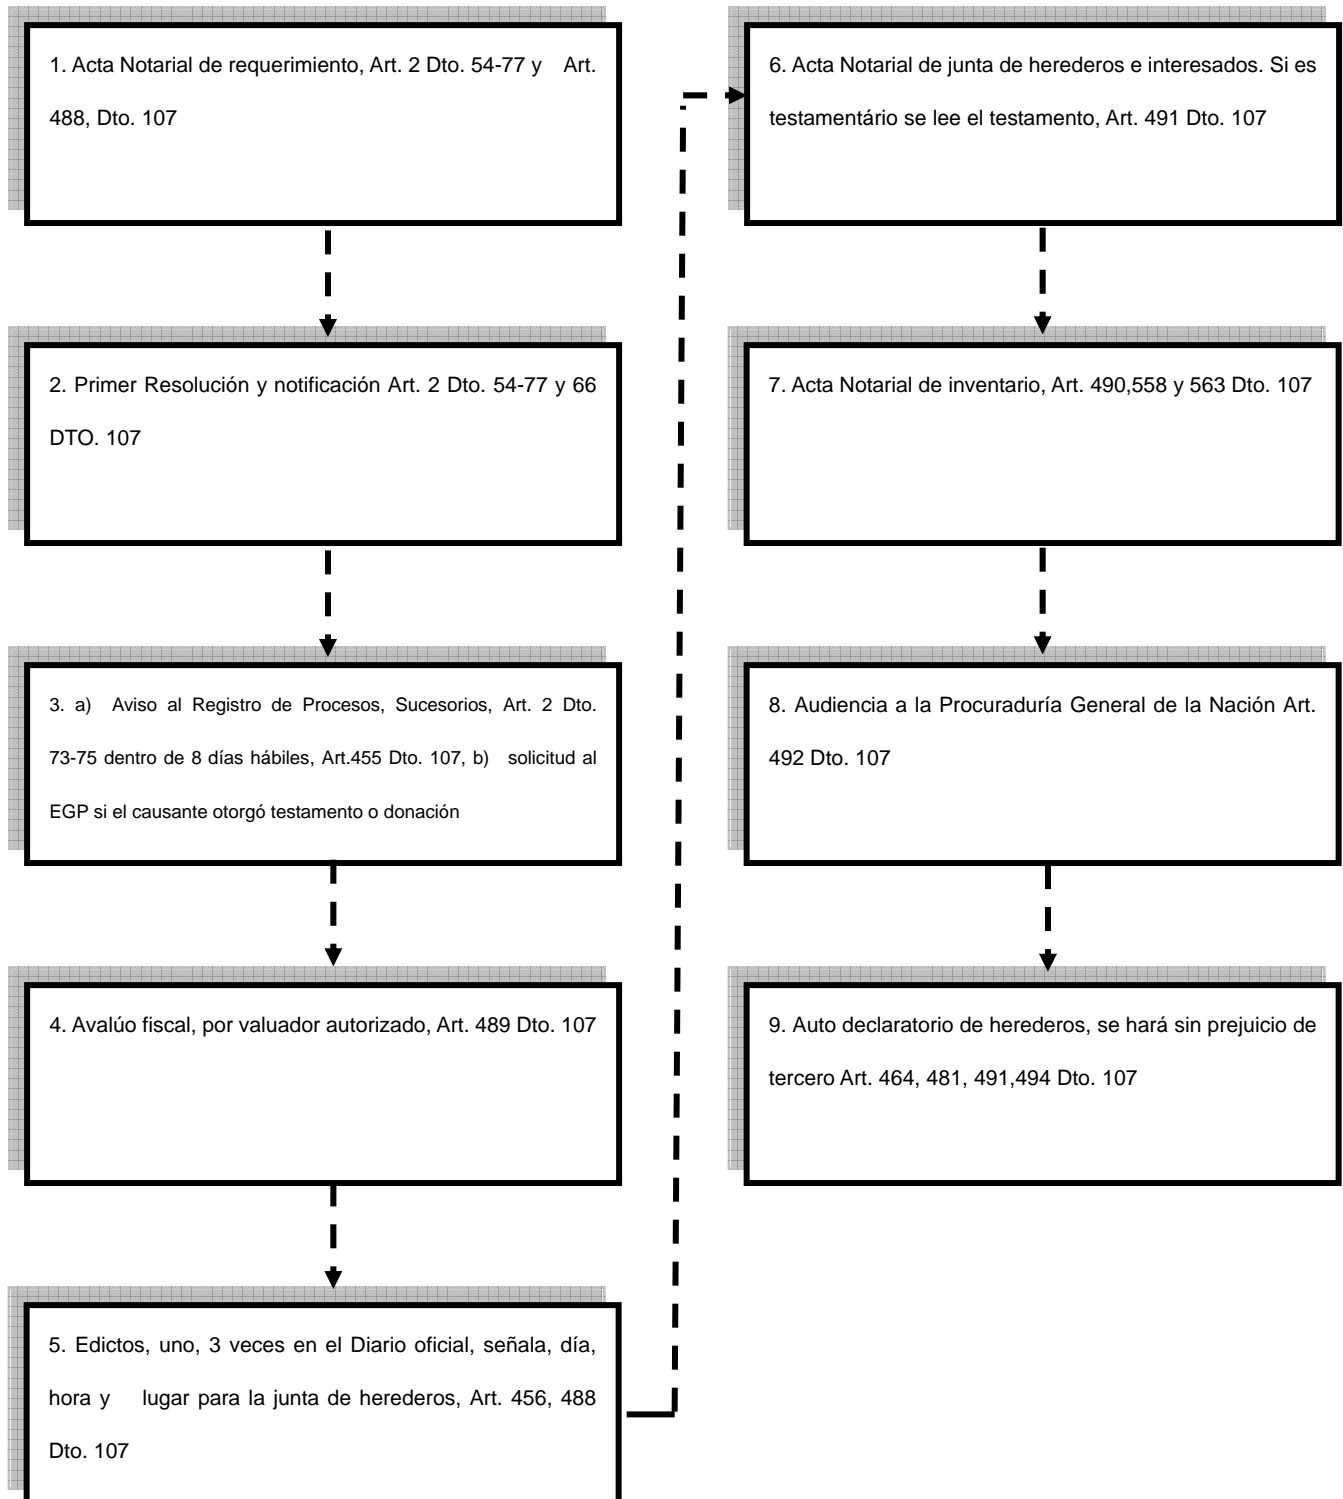 1. Acta Notarial de requerimiento, Art. 2 Dto. 54-77 y Art.
488, Dto. 107
2. Primer Resolución y notificación Art. 2 Dto. 54-77 y 66
DTO. 107
3. a) Aviso al Registro de Procesos, Sucesorios, Art. 2 Dto.
73-75 dentro de 8 días hábiles, Art.455 Dto. 107, b) solicitud al
EGP si el causante otorgó testamento o donación
4. Avalúo fiscal, por valuador autorizado, Art. 489 Dto. 107
5. Edictos, uno, 3 veces en el Diario oficial, señala, día,
hora y lugar para la junta de herederos, Art. 456, 488
Dto. 107
6. Acta Notarial de junta de herederos e interesados. Si es
testamentário se lee el testamento, Art. 491 Dto. 107
7. Acta Notarial de inventario, Art. 490,558 y 563 Dto. 107
8. Audiencia a la Procuraduría General de la Nación Art.
492 Dto. 107
9. Auto declaratorio de herederos, se hará sin prejuicio de
tercero Art. 464, 481, 491,494 Dto. 107